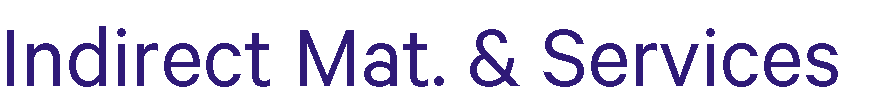 Indirect Mat. & Services